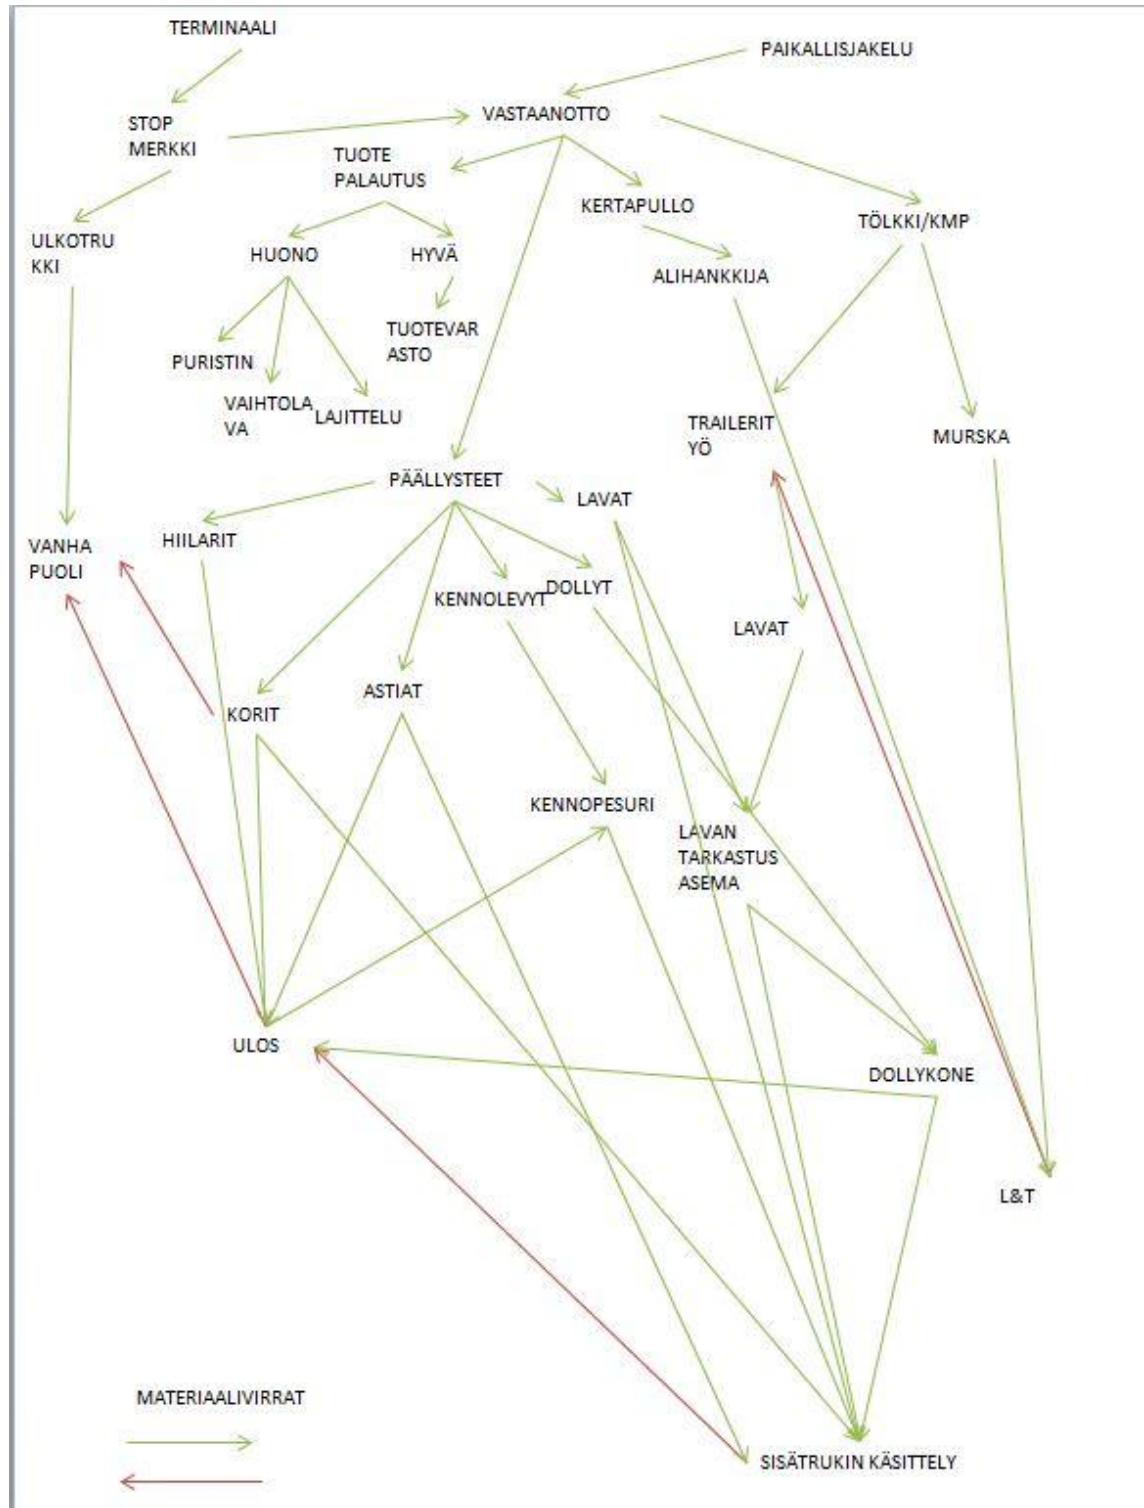 TERMINAALI
PAIKALLISJAKELU
STOP
MERKKI
VASTAANOTTO
TUOTE
PALAUTUS
KERTAPULLO
TÖLKKI/KMP
ULKOTRU
KKI
HUONO
HYVÄ
ALIHANKKIJA
TUOTEVAR
ASTO
PURISTIN
VAIHTOLA
VA
LAJITTELU
TRAILERIT
YÖ
MURSKA
PÄÄLLYSTEET
LAVAT
VANHA
PUOLI
HIILARIT
KENNOLEVYT
DOLLYT
LAVAT
KORIT
ASTIAT
KENNOPESURI
LAVAN
TARKASTUS
ASEMA
ULOS
DOLLYKONE
L&T
MATERIAALIVIRRAT
SISÄTRUKIN KÄSITTELY